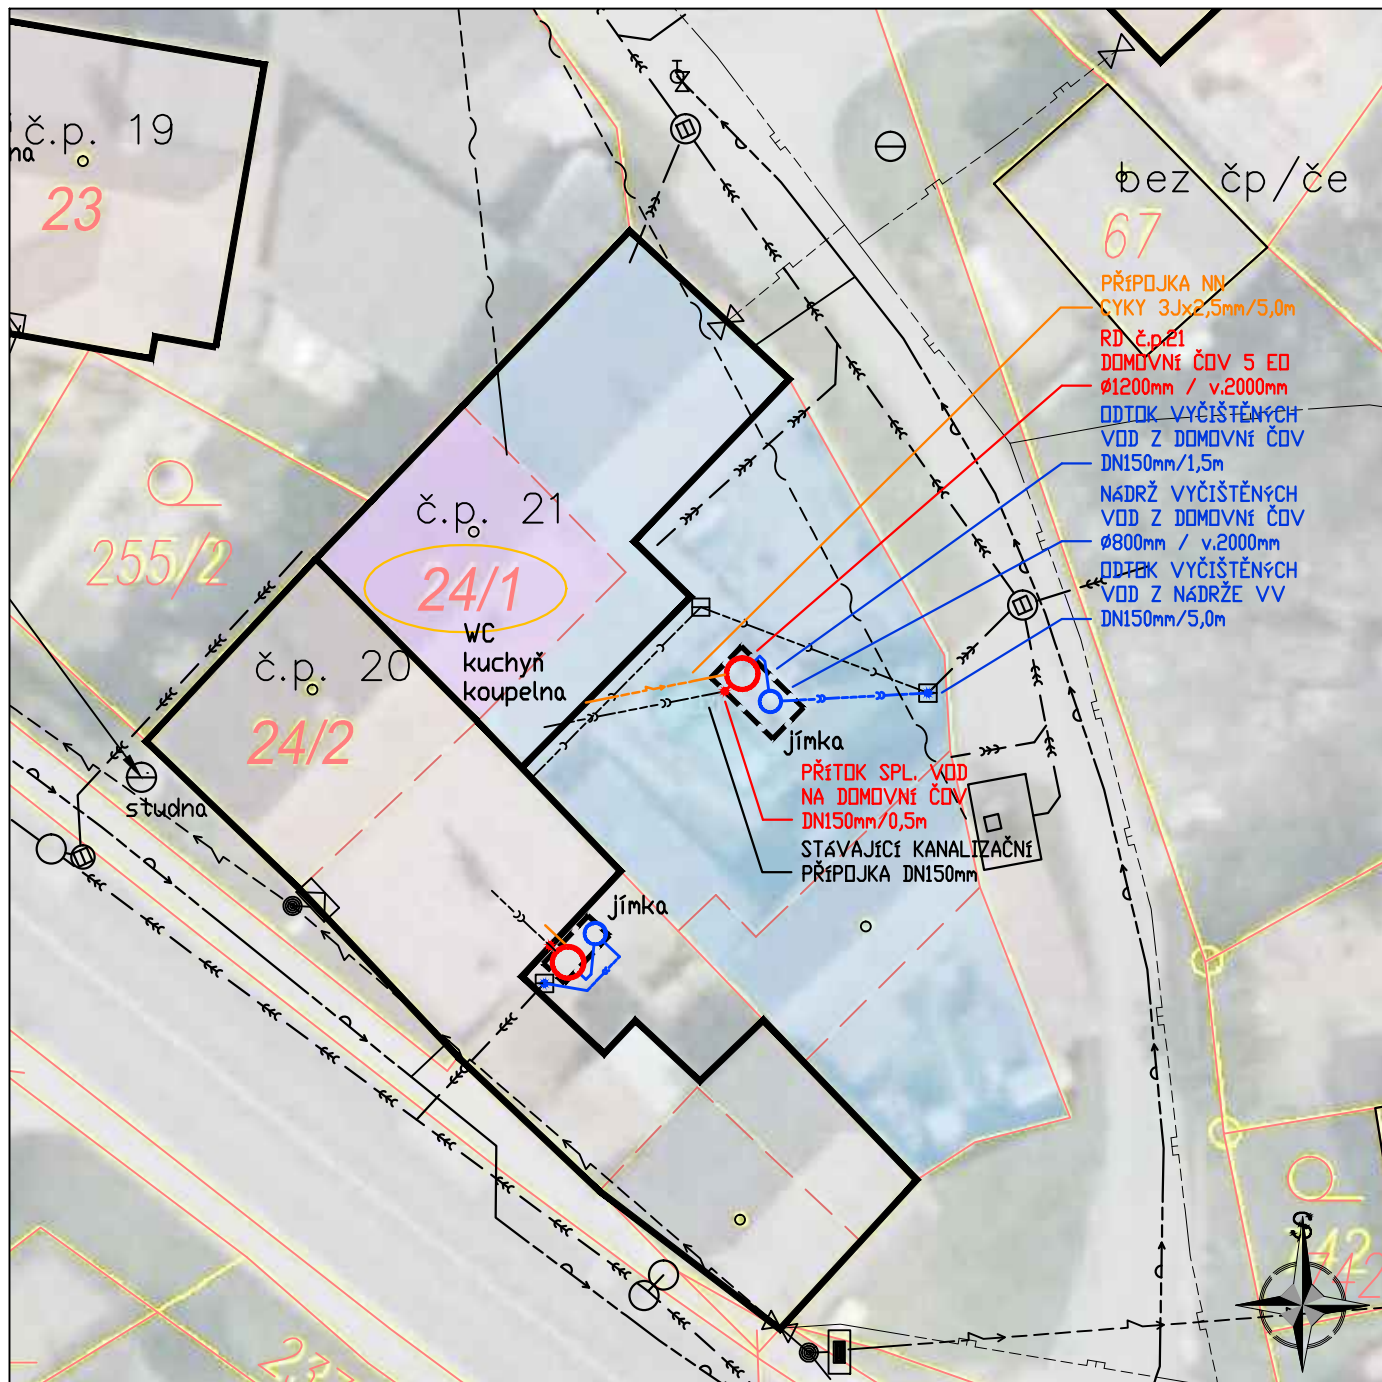 č.p. 19
na
23
bez čp/če
67
PŘÍPOJKA NN
CYKY 3Jx2,5mm/5,0m
RD č.p.21
DOMOVNÍ ČOV 5 EO
Ø1200mm / v.2000mm
ODTOK VYČIŠTĚNÝCH
VOD Z DOMOVNÍ ČOV
DN150mm/1,5m
NÁDRŽ VYČIŠTĚNÝCH
VOD Z DOMOVNÍ ČOV
Ø800mm / v.2000mm
ODTOK VYČIŠTĚNÝCH
VOD Z NÁDRŽE VV
DN150mm/5,0m
č.p. 21
255/2
24/1
WC
kuchyň
koupelna
č.p. 20
24/2
jímka
studna
PŘÍTOK SPL. VOD
NA DOMOVNÍ ČOV
DN150mm/0,5m
STÁVAJÍCÍ KANALIZAČNÍ
PŘÍPOJKA DN150mm
jímka